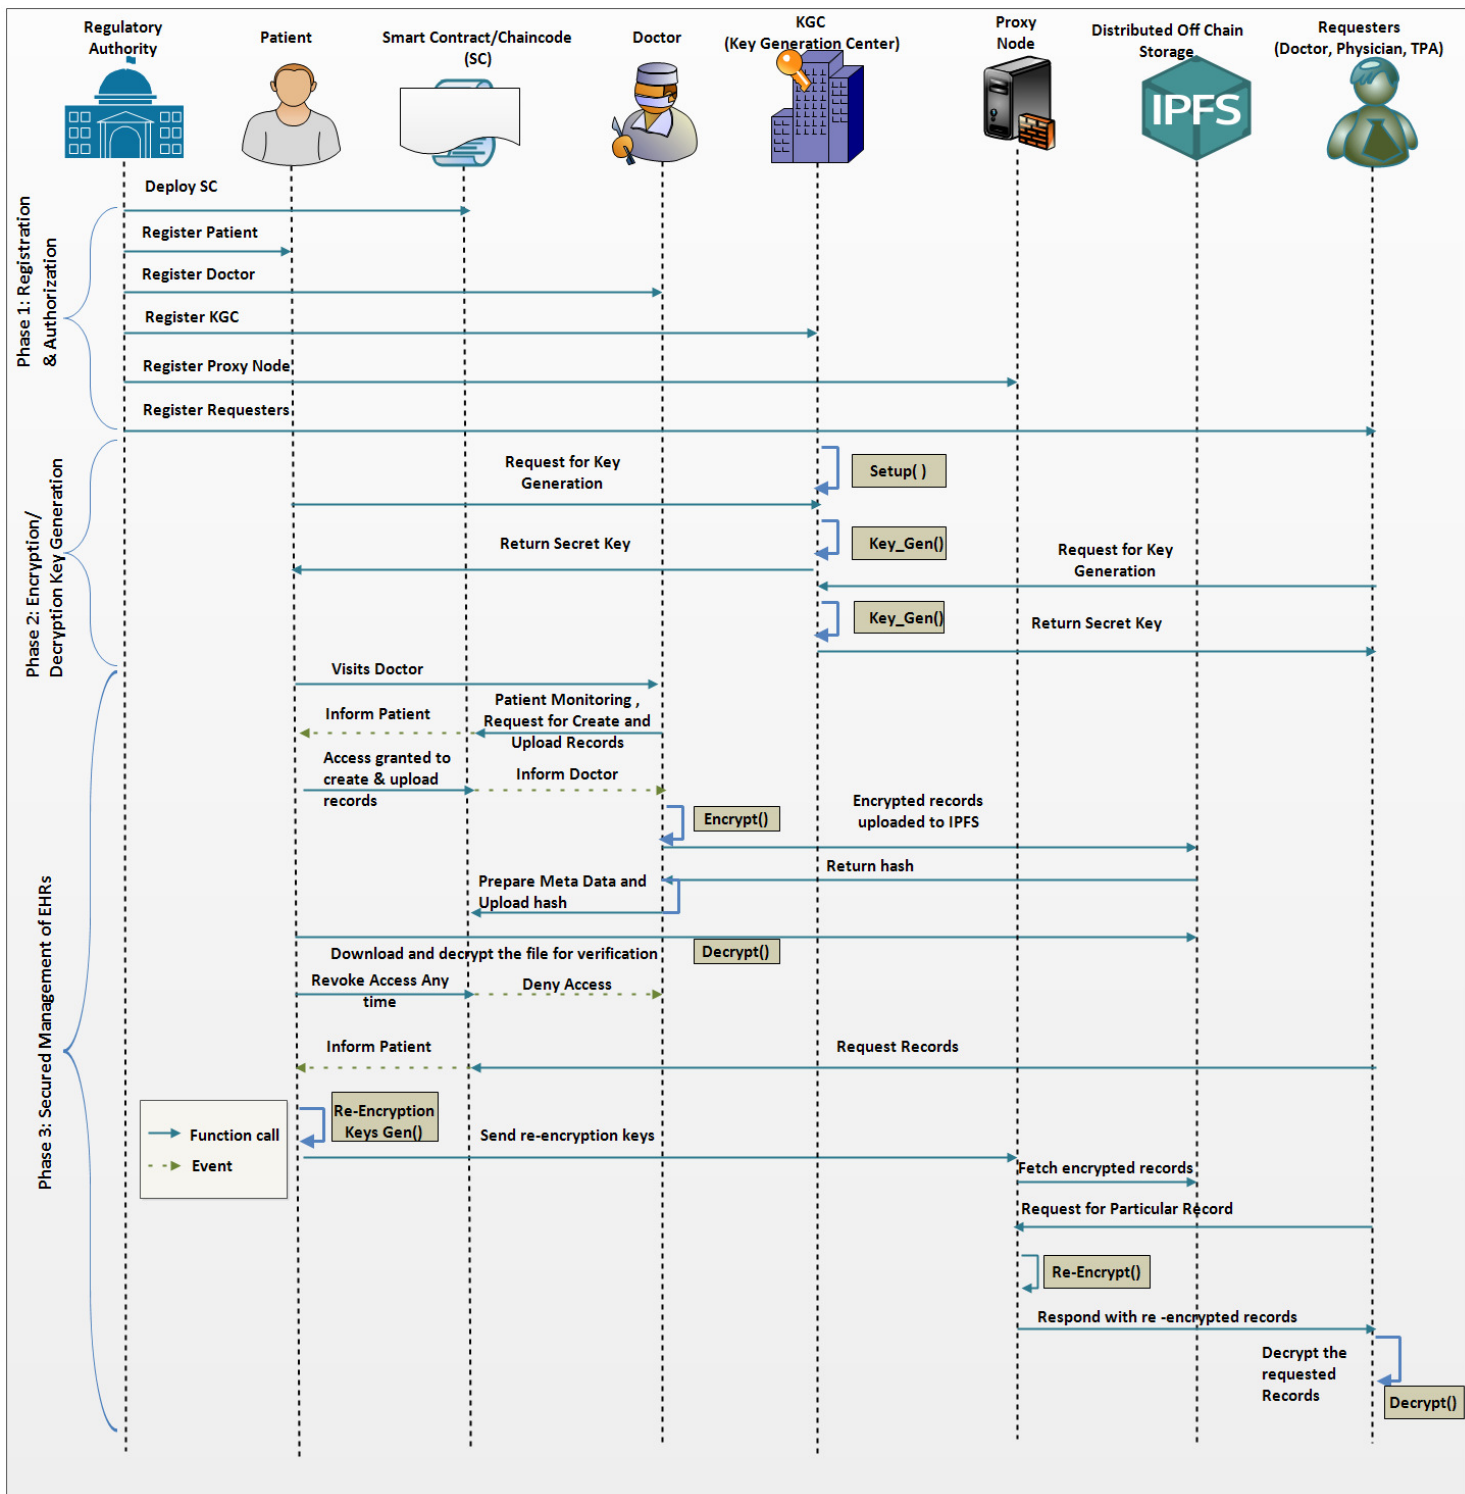 Regulatory
Authority
Patient
Smart Contract/Chaincode
(SC)
Doctor
KGC
(Key Generation Center)
Proxy
Node
Distributed Off Chain
Storage
Requesters
(Doctor, Physician, TPA)
IPFS
Phase 1: Registration
& Authorization
Deploy SC
Register Patient
Register Doctor
Register KGC
Register Proxy Node
Register Requesters
Phase 2: Encryption/
Decryption Key Generation
Setup( )
Request for Key
Generation
Key_Gen()
Return Secret Key
Request for Key
Generation
Key_Gen()
Return Secret Key
Phase 3: Secured Management of EHRs
Visits Doctor
Patient Monitoring ,
Request for Create and
Upload Records
Inform Patient
Access granted to
create & upload
records
Inform Doctor
Encrypt()
Encrypted records
uploaded to IPFS
Return hash
Prepare Meta Data and
Upload hash
Download and decrypt the file for verification
Decrypt()
Revoke Access Any
time
Deny Access
Inform Patient
Request Records
Re-Encryption
Keys Gen()
Function call
Event
Send re-encryption keys
Fetch encrypted records
Request for Particular Record
Re-Encrypt()
Respond with re -encrypted records
Decrypt the
requested
Records
Decrypt()